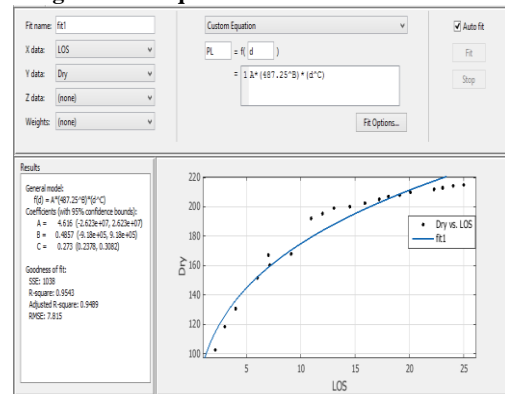 Fit name: fit1
X data: LOS
Y data: Dry
Z data: (none)
Weights: (none)
Custom Equation
PL = f( d )
= 1 A*(487.25^B)*(d^C)
Fit Options...
Auto fit
Fit
Stop
Results
General model:
f(d) = A*(487.25^B)*(d^C)
Coefficients (with 95% confidence bounds):
A = 4.616 (-2.623e+07, 2.623e+07)
B = 0.4857 (-9.18e+05, 9.18e+05)
C = 0.273 (0.2378, 0.3082)
Goodness of fit:
SSE: 1038
R-square: 0.9543
Adjusted R-square: 0.9489
RMSE: 7.815
220
200
180
160
140
120
100
Dry
5 10 15 20 25
LOS
Dry vs. LOS
fit1